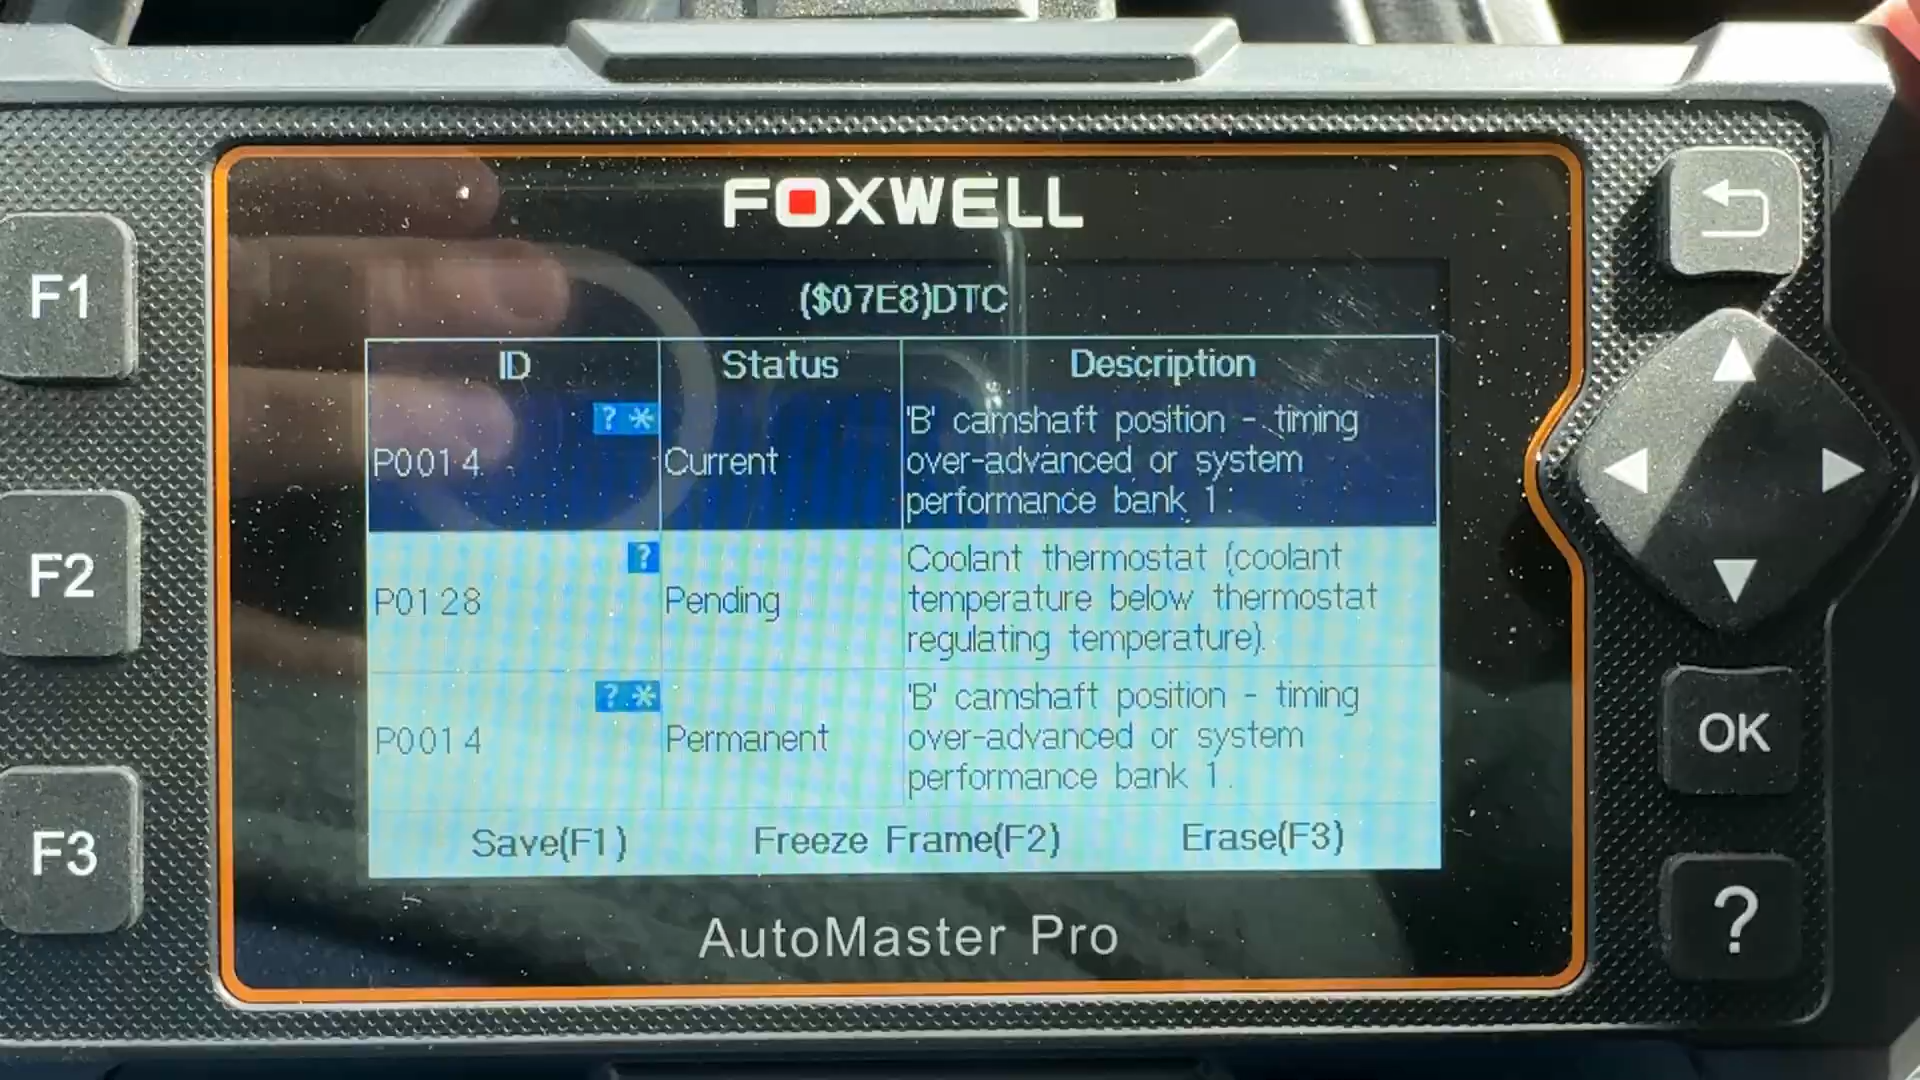 FOXWELL
($07E8)DTC
ID Status Description
? *
P0014 Current 'B' camshaft position - timing
over-advanced or system
performance bank 1.
?
P0128 Pending Coolant thermostat (coolant
temperature below thermostat
regulating temperature).
? *
P0014 Permanent 'B' camshaft position - timing
over-advanced or system
performance bank 1.
Save(F1) Freeze Frame(F2) Erase(F3)
AutoMaster Pro
F1
F2
F3
OK
?